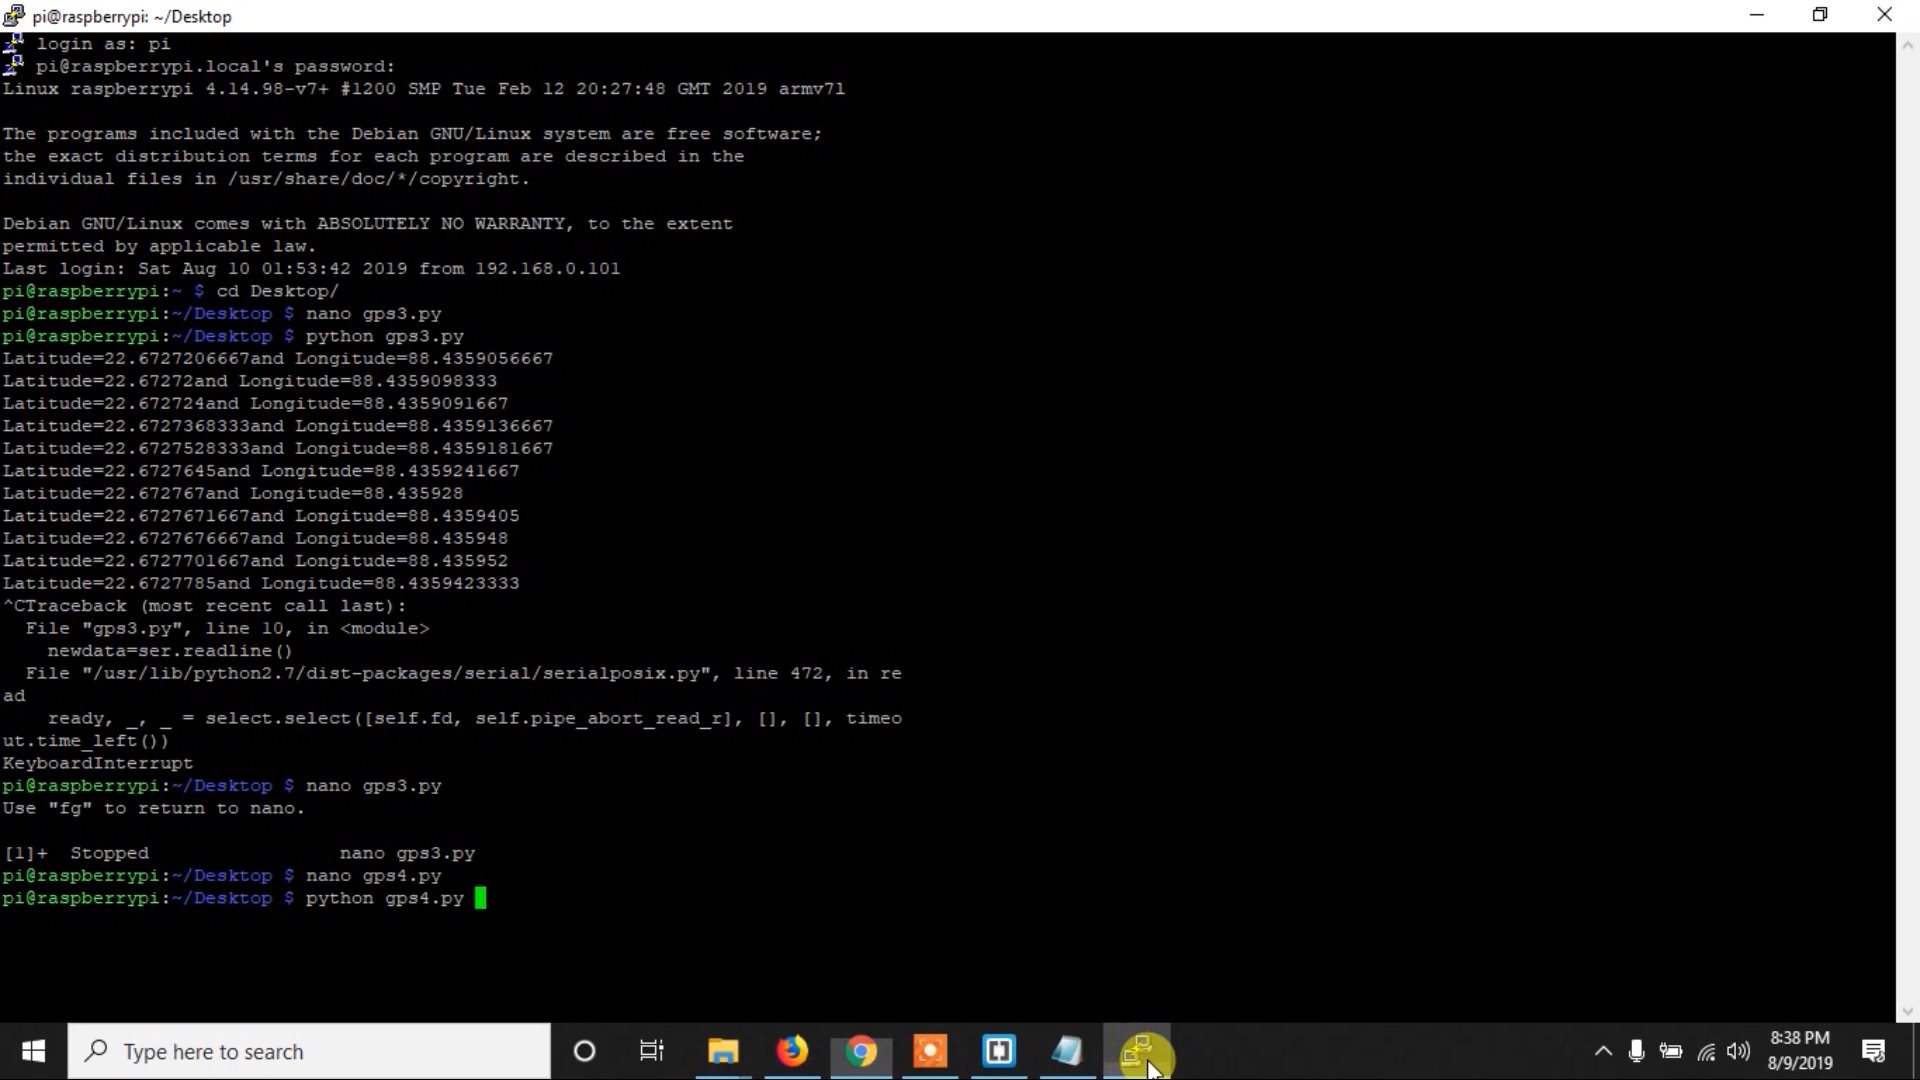 pi@raspberrypi: ~/Desktop
login as: pi
pi@raspberrypi.local's password:
Linux raspberrypi 4.14.98-v7+ #1200 SMP Tue Feb 12 20:27:48 GMT 2019 armv7l
The programs included with the Debian GNU/Linux system are free software;
the exact distribution terms for each program are described in the
individual files in /usr/share/doc/*/copyright.
Debian GNU/Linux comes with ABSOLUTELY NO WARRANTY, to the extent
permitted by applicable law.
Last login: Sat Aug 10 01:53:42 2019 from 192.168.0.101
pi@raspberrypi:~ $ cd Desktop/
pi@raspberrypi:~/Desktop $ nano gps3.py
pi@raspberrypi:~/Desktop $ python gps3.py
Latitude=22.6727206667and Longitude=88.4359056667
Latitude=22.67272and Longitude=88.4359098333
Latitude=22.672724and Longitude=88.4359091667
Latitude=22.6727368333and Longitude=88.4359136667
Latitude=22.6727528333and Longitude=88.4359181667
Latitude=22.6727645and Longitude=88.4359241667
Latitude=22.672767and Longitude=88.435928
Latitude=22.6727671667and Longitude=88.4359405
Latitude=22.6727676667and Longitude=88.435948
Latitude=22.6727701667and Longitude=88.435952
Latitude=22.6727785and Longitude=88.4359423333
^CTraceback (most recent call last):
File "gps3.py", line 10, in <module>
newdata=ser.readline()
File "/usr/lib/python2.7/dist-packages/serial/serialposix.py", line 472, in re
ad
ready, _, _ = select.select([self.fd, self.pipe_abort_read_r], [], [], timeo
ut.time_left())
KeyboardInterrupt
pi@raspberrypi:~/Desktop $ nano gps3.py
Use "fg" to return to nano.
[1]+  Stopped                 nano gps3.py
pi@raspberrypi:~/Desktop $ nano gps4.py
pi@raspberrypi:~/Desktop $ python gps4.py
Type here to search
8:38 PM
8/9/2019